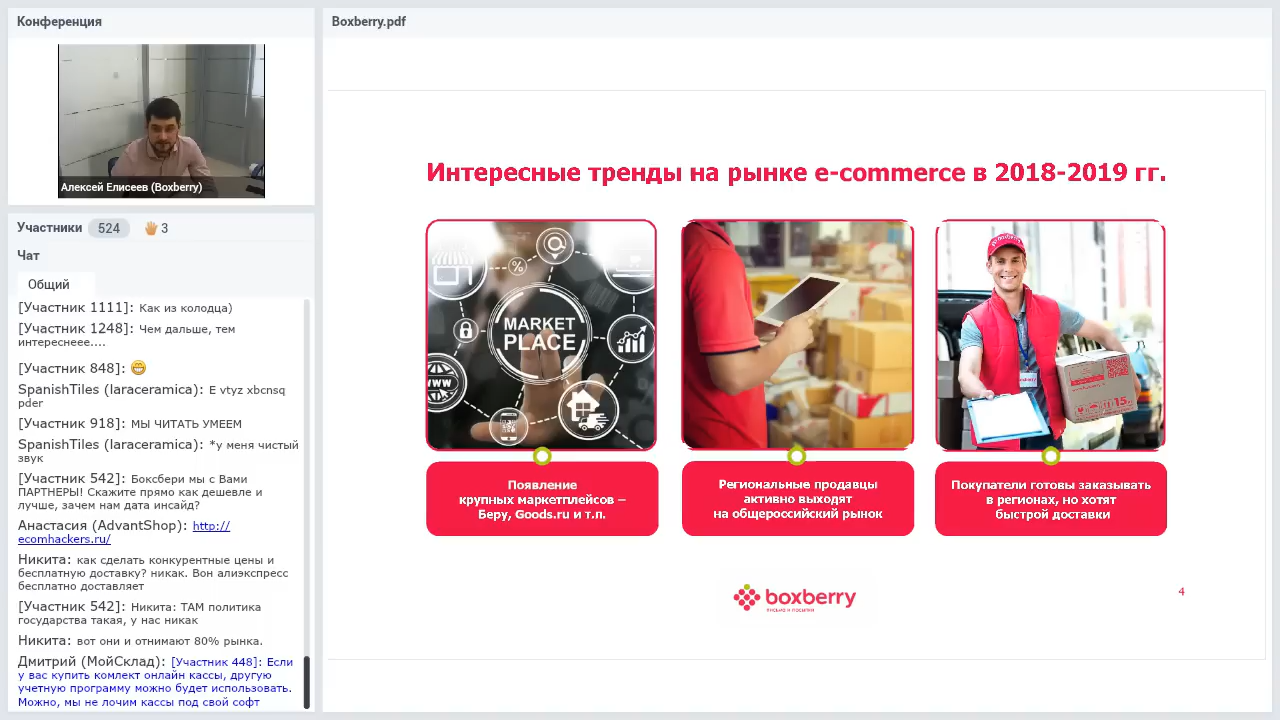 Конференция
Boxberry.pdf
Алексей Елисеев (Boxberry)
Участники 524 3
Чат
Общий
[Участник 1111]: Как из колодца)
[Участник 1248]: Чем дальше, тем
интереснеее....
[Участник 848]:
SpanishTiles (laraceramica): E vtyz xbcnsq
pder
[Участник 918]: МЫ ЧИТАТЬ УМЕЕМ
SpanishTiles (laraceramica): *у меня чистый
звук
[Участник 542]: Боксбери мы с Вами
ПАРТНЕРЫ! Скажите прямо как дешевле и
лучше, зачем нам дата инсайд?
Анастасия (AdvantShop): http://
ecomhackers.ru/
Никита: как сделать конкурентные цены и
бесплатную доставку? никак. Вон алиэкспресс
бесплатно доставляет
[Участник 542]: Никита: ТАМ политика
государства такая, у нас никак
Никита: вот они и отнимают 80% рынка.
Дмитрий (МойСклад): [Участник 448]: Если
у вас купить комлект онлайн кассы, другую
учетную программу можно будет использовать.
Можно, мы не лочим кассы под свой софт
Интересные тренды на рынке e-commerce в 2018-2019 гг.
MARKET
PLACE
%
WWW
boxberry
boxberry
15
Появление
крупных маркетплейсов –
Беру, Goods.ru и т.п.
Региональные продавцы
активно выходят
на общероссийский рынок
Покупатели готовы заказывать
в регионах, но хотят
быстрой доставки
boxberry
письма и посылки
4